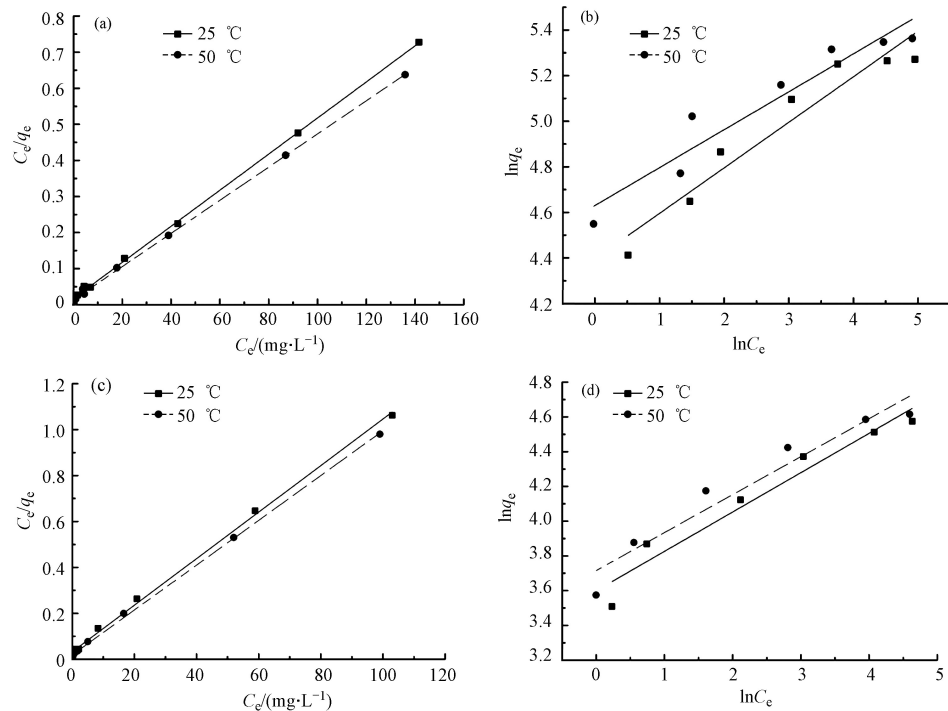 (a)
25 ℃
50 ℃
0.8
0.7
0.6
0.5
0.4
0.3
0.2
0.1
0
Ce/qe
0 20 40 60 80 100 120 140 160
Ce/(mg·L−1)
(b)
25 ℃
50 ℃
5.4
5.2
5.0
4.8
4.6
4.4
4.2
lnqe
0 1 2 3 4 5
lnCe
(c)
25 ℃
50 ℃
1.2
1.0
0.8
0.6
0.4
0.2
0
Ce/qe
0 20 40 60 80 100 120
Ce/(mg·L−1)
(d)
25 ℃
50 ℃
4.8
4.6
4.4
4.2
4.0
3.8
3.6
3.4
3.2
lnqe
0 1 2 3 4 5
lnCe